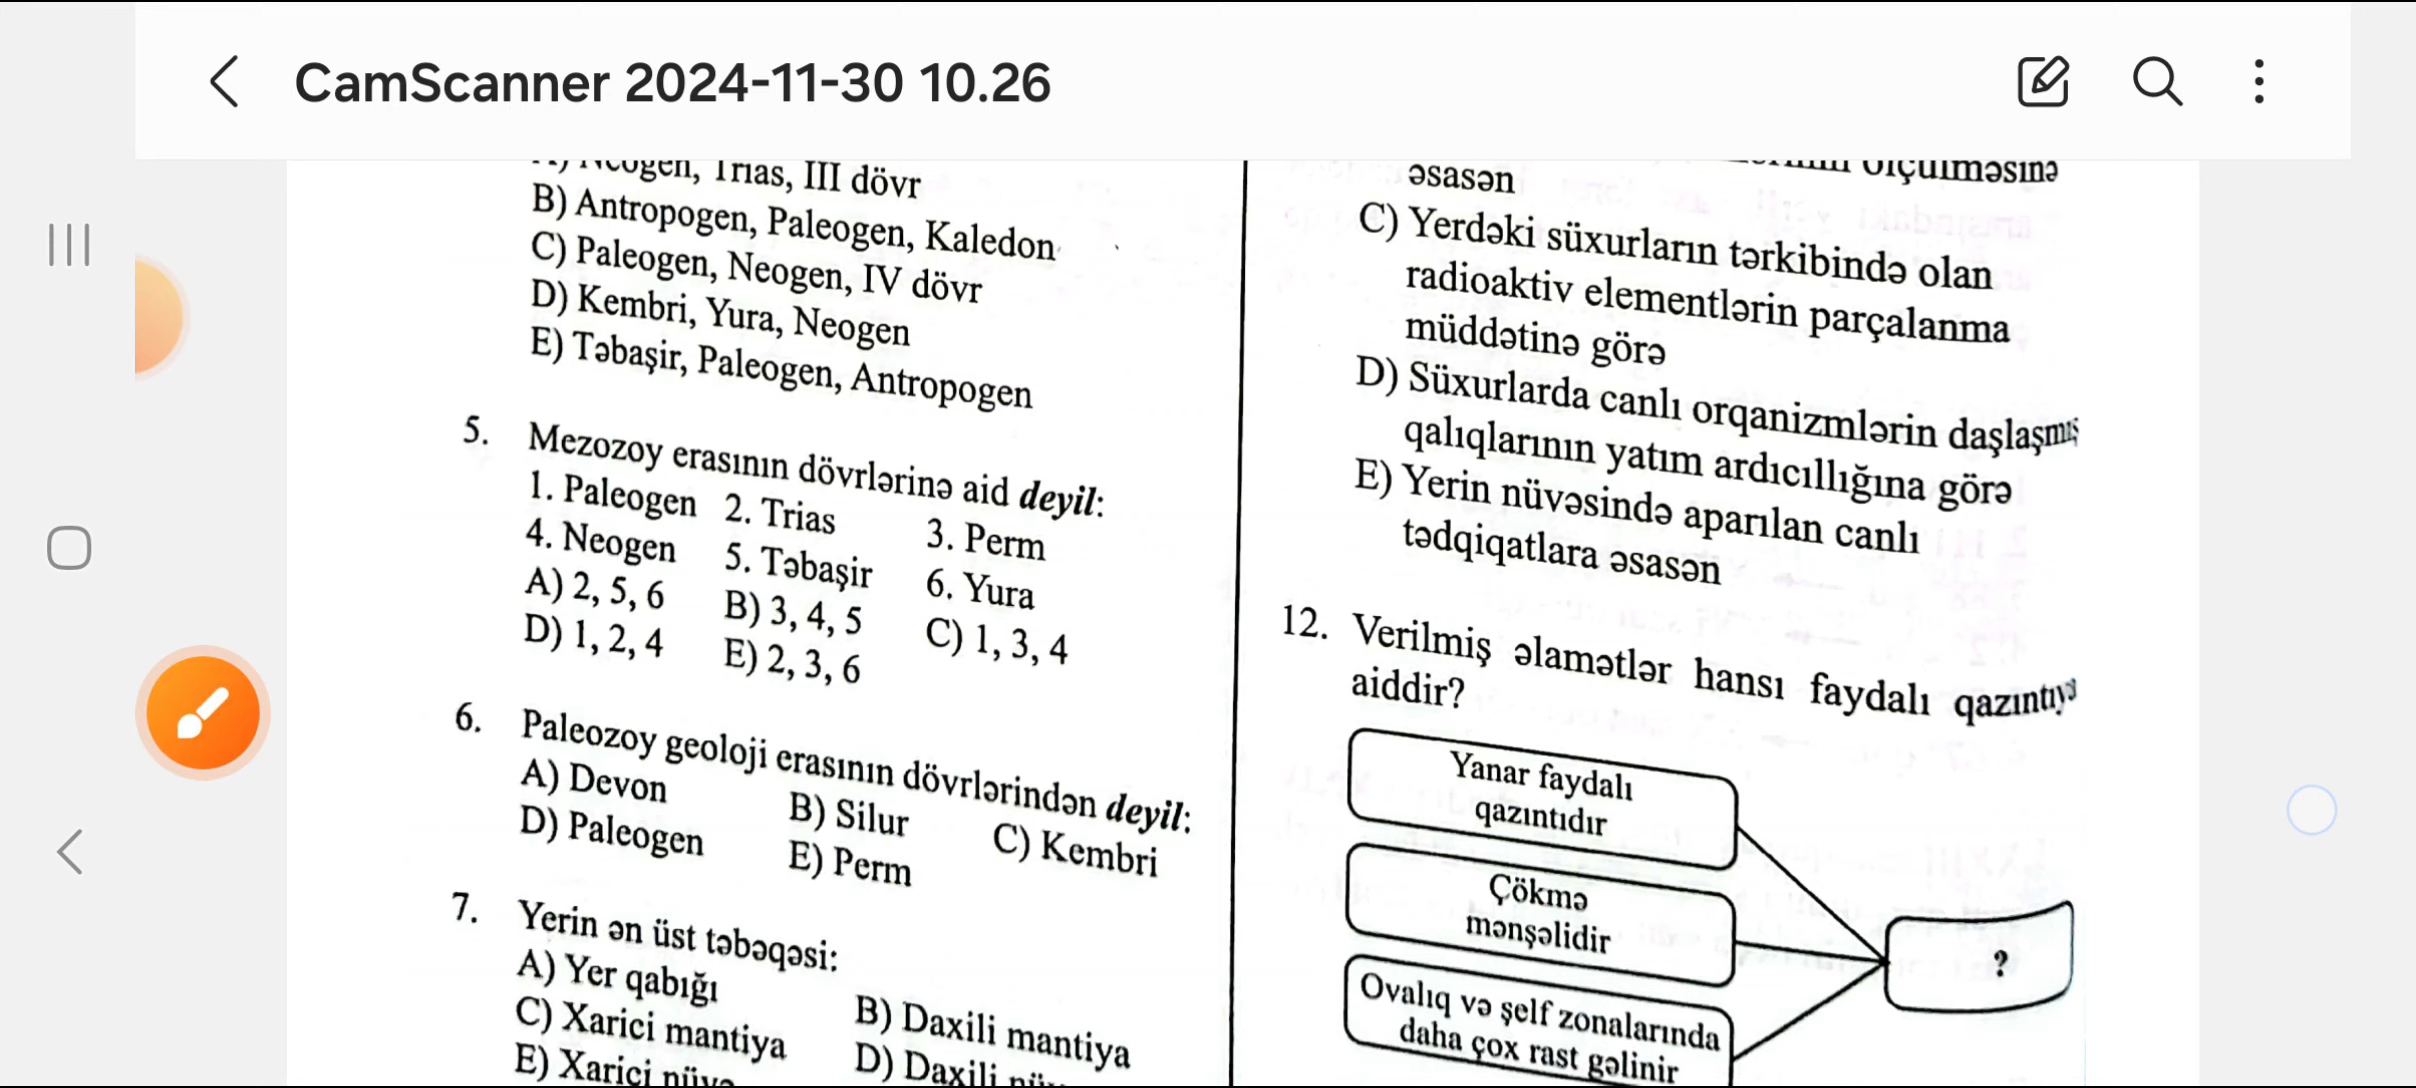 CamScanner 2024-11-30 10.26
Neogen, Trias, III dövr
B) Antropogen, Paleogen, Kaledon
C) Paleogen, Neogen, IV dövr
D) Kembri, Yura, Neogen
E) Təbaşir, Paleogen, Antropogen
5. Mezozoy erasının dövrlərinə aid deyil:
1. Paleogen 2. Trias 3. Perm
4. Neogen 5. Təbaşir 6. Yura
A) 2, 5, 6 B) 3, 4, 5 C) 1, 3, 4
D) 1, 2, 4 E) 2, 3, 6
6. Paleozoy geoloji erasının dövrlərindən deyil:
A) Devon B) Silur C) Kembri
D) Paleogen E) Perm
7. Yerin ən üst təbəqəsi:
A) Yer qabığı B) Daxili mantiya
C) Xarici mantiya D) Daxili
E) Xarici
ölçülməsinə
əsasən
C) Yerdəki süxurların tərkibində olan
radioaktiv elementlərin parçalanma
müddətinə görə
D) Süxurlarda canlı orqanizmlərin daşlaşmış
qalıqlarının yatım ardıcıllığına görə
E) Yerin nüvəsində aparılan canlı
tədqiqatlara əsasən
12. Verilmiş əlamətlər hansı faydalı qazıntıya
aiddir?
Yanar faydalı
qazıntıdır
Çökmə
mənşəlidir
Ovalıq və şelf zonalarında
daha çox rast gəlinir
?